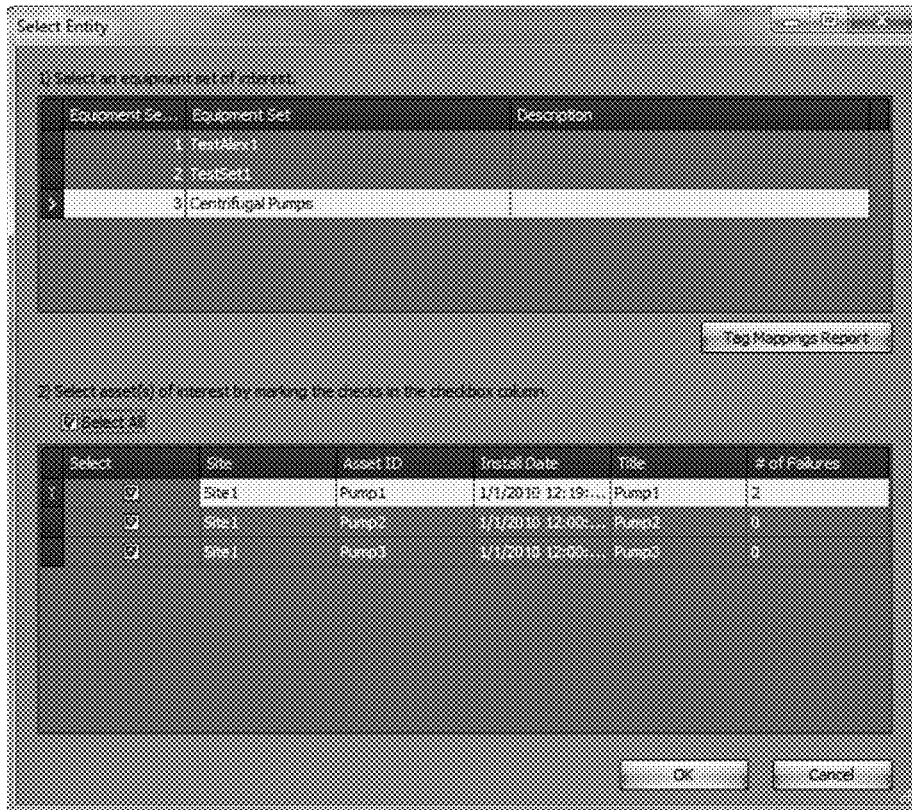 Select Entity
1) Select an equipment set of interest.
Equipment Se... Equipment Set Description
1 TestAlex1
2 TestSet1
3 Centrifugal Pumps
Tag Mappings Report
2) Select asset(s) of interest by marking the checks in the checkbox column
Select All
Select Site Asset ID Install Date Title # of Failures
Site1 Pump1 1/1/2010 12:19:... Pump1 2
Site1 Pump2 1/1/2010 12:00:... Pump2 0
Site1 Pump3 1/1/2010 12:00:... Pump3 0
OK Cancel